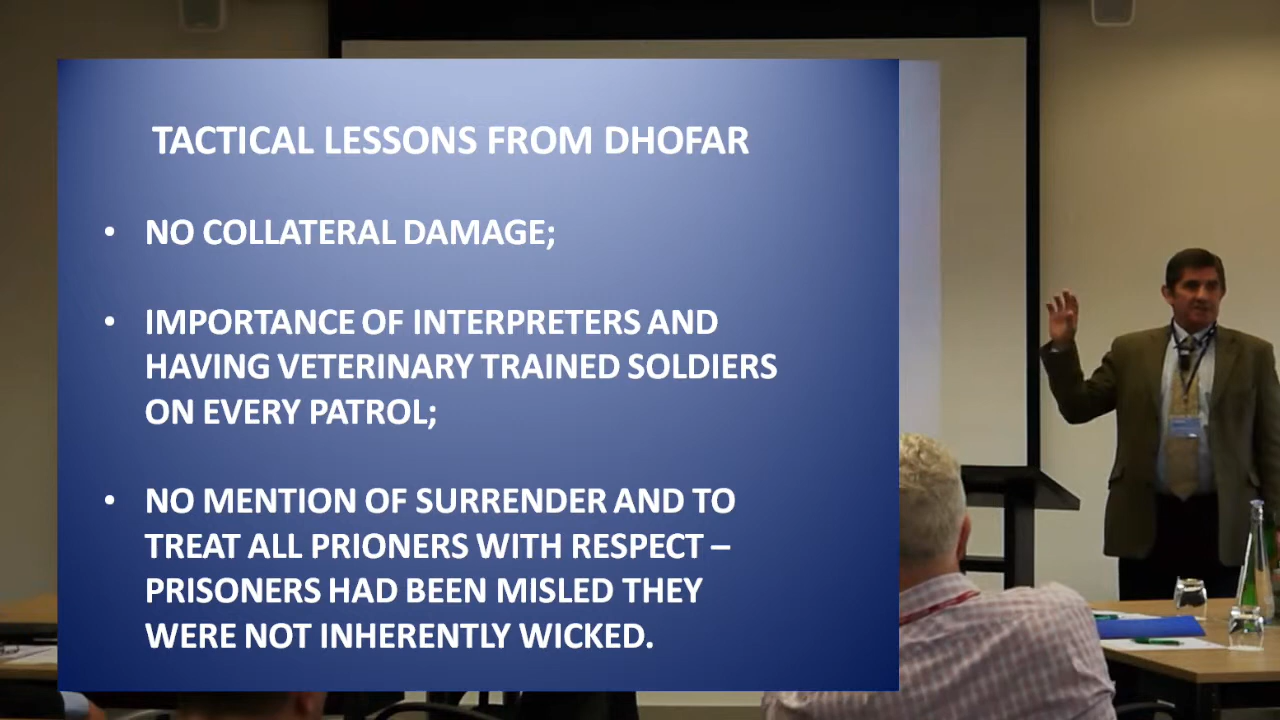 TACTICAL LESSONS FROM DHOFAR
• NO COLLATERAL DAMAGE;
• IMPORTANCE OF INTERPRETERS AND
HAVING VETERINARY TRAINED SOLDIERS
ON EVERY PATROL;
• NO MENTION OF SURRENDER AND TO
TREAT ALL PRIONERS WITH RESPECT –
PRISONERS HAD BEEN MISLED THEY
WERE NOT INHERENTLY WICKED.